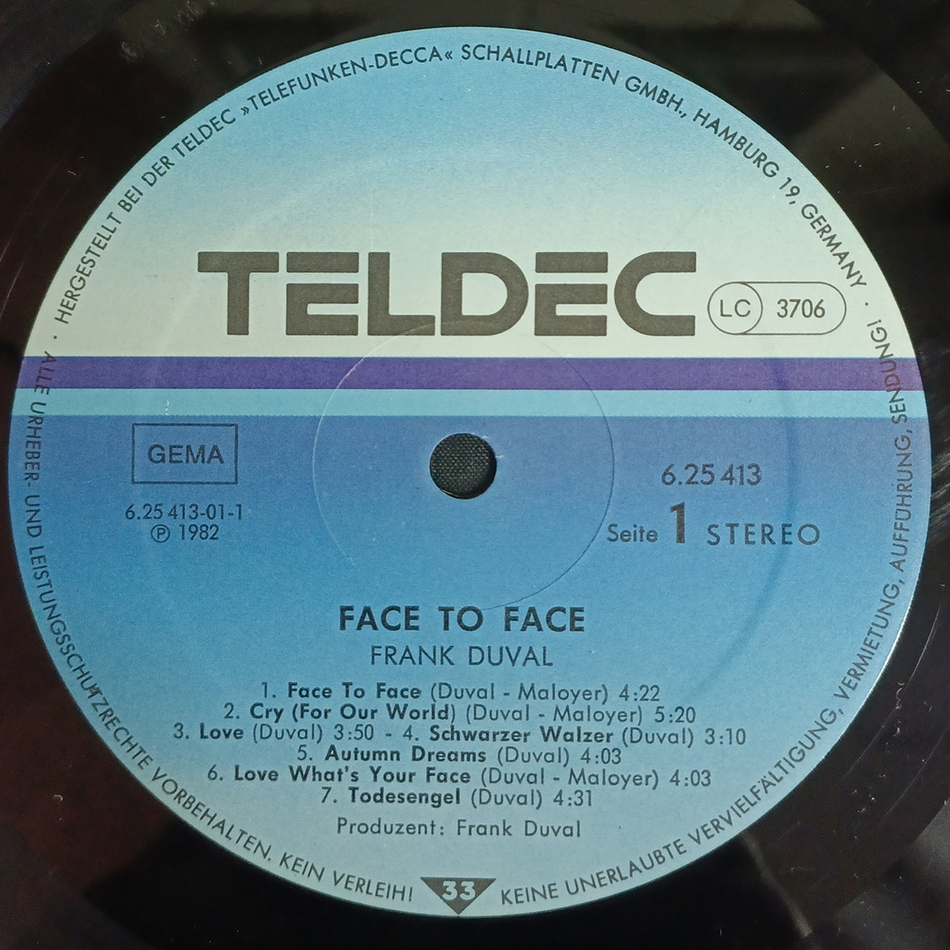 · HERGESTELLT BEI DER TELDEC »TELEFUNKEN-DECCA« SCHALLPLATTEN GMBH., HAMBURG 19, GERMANY ·
TELDEC
LC 3706
GEMA
6.25 413-01-1
℗ 1982
6.25 413
Seite 1 STEREO
FACE TO FACE
FRANK DUVAL
1. Face To Face (Duval - Maloyer) 4:22
2. Cry (For Our World) (Duval - Maloyer) 5:20
3. Love (Duval) 3:50 - 4. Schwarzer Walzer (Duval) 3:10
5. Autumn Dreams (Duval) 4:03
6. Love What's Your Face (Duval - Maloyer) 4:03
7. Todesengel (Duval) 4:31
Produzent: Frank Duval
ALLE URHEBER- UND LEISTUNGSSCHUTZRECHTE VORBEHALTEN. KEIN VERLEIH!
33
KEINE UNERLAUBTE VERVIELFÄLTIGUNG, VERMIETUNG, AUFFÜHRUNG, SENDUNG!